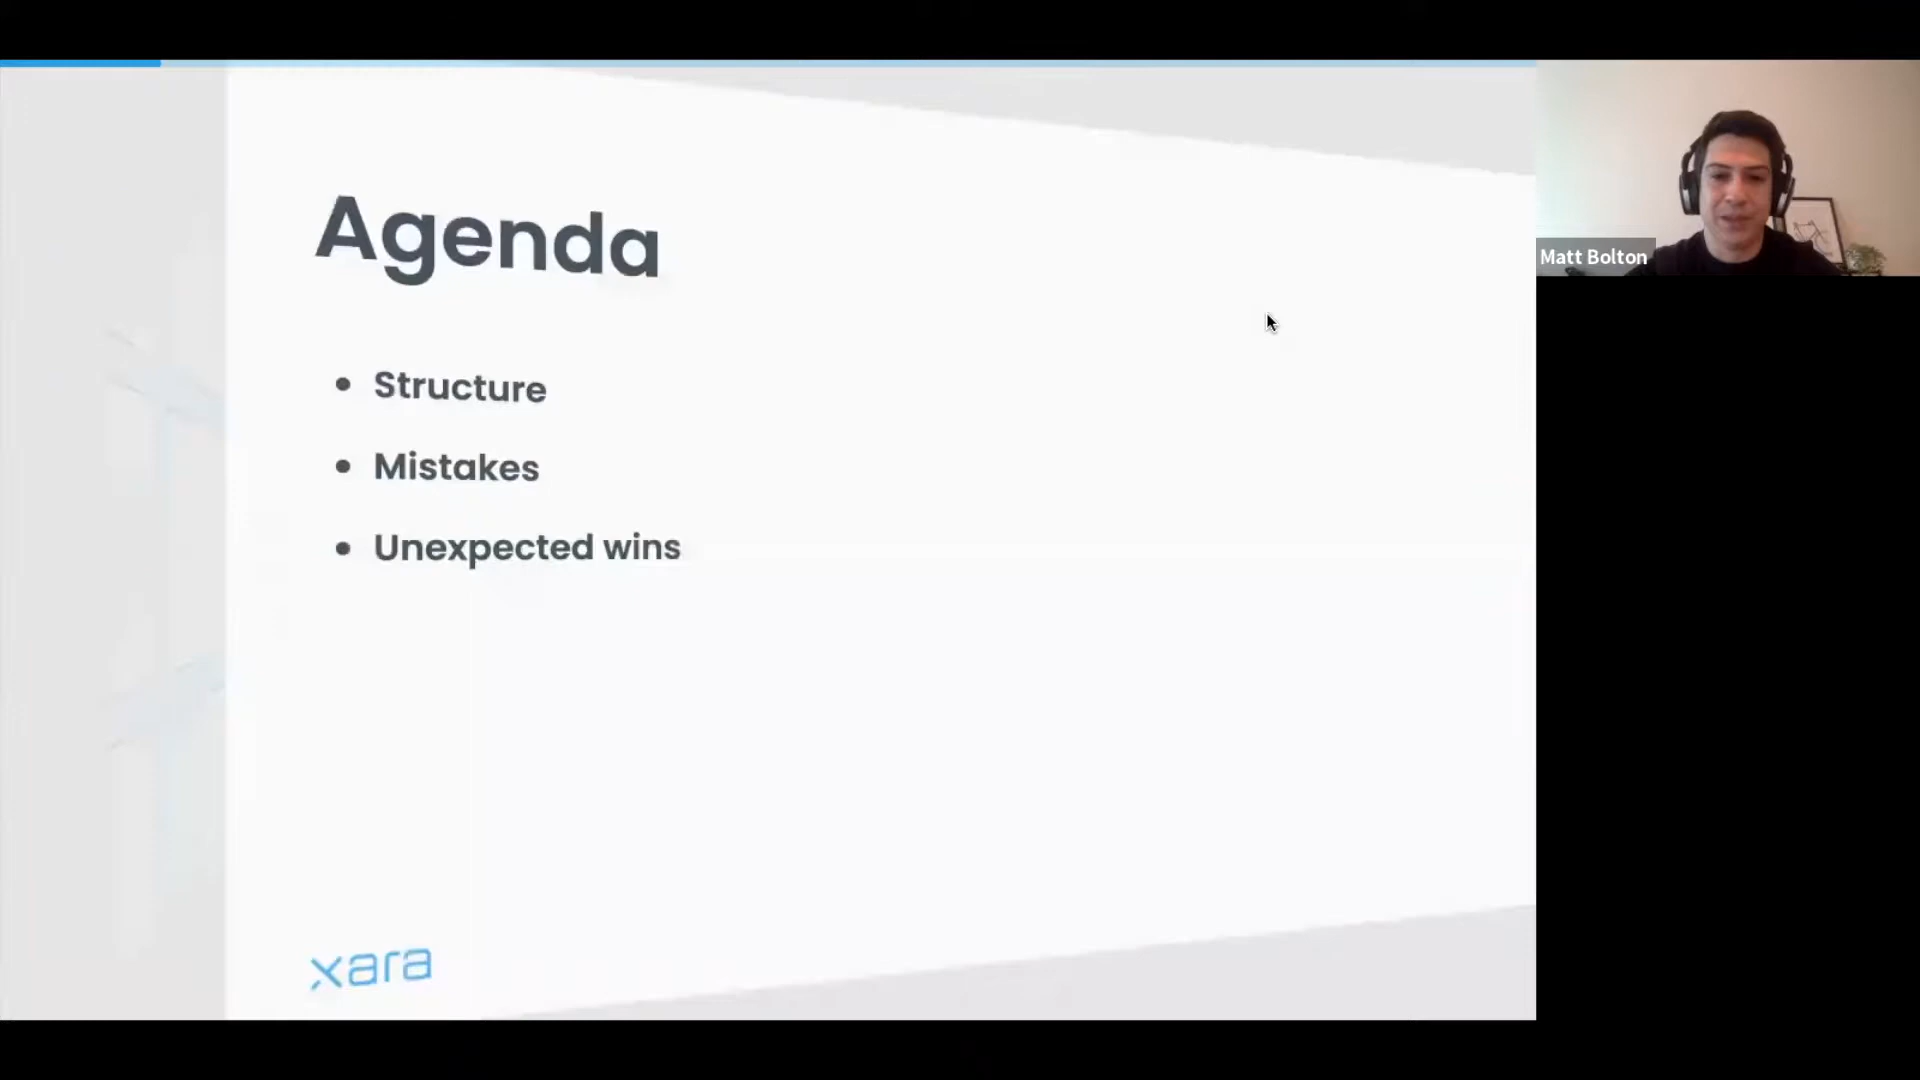 Agenda
Structure
Mistakes
Unexpected wins
xara
Matt Bolton